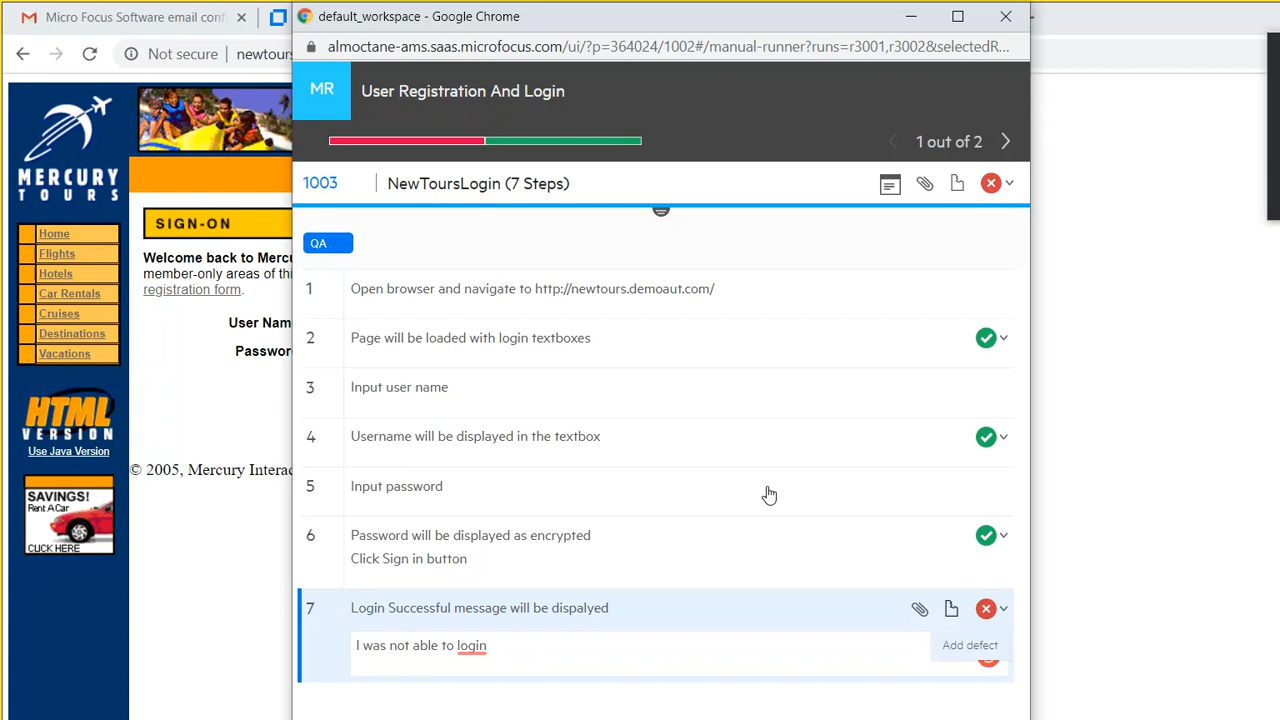 Micro Focus Software email conf
default_workspace - Google Chrome
Not secure
newtours
almoctane-ams.saas.microfocus.com/ui/?p=364024/1002#/manual-runner?runs=r3001,r3002&selectedR...
MR
User Registration And Login
1 out of 2
1003
NewToursLogin (7 Steps)
QA
1 Open browser and navigate to http://newtours.demoaut.com/
2 Page will be loaded with login textboxes
3 Input user name
4 Username will be displayed in the textbox
5 Input password
6 Password will be displayed as encrypted
Click Sign in button
7 Login Successful message will be dispalyed
I was not able to login
Add defect
MERCURY
TOURS
Home
Flights
Hotels
Car Rentals
Cruises
Destinations
Vacations
HTML
VERSION
Use Java Version
SAVINGS!
Rent A Car
CLICK HERE
SIGN-ON
Welcome back to Mercu
member-only areas of thi
registration form.
User Nam
Passwor
© 2005, Mercury Interac